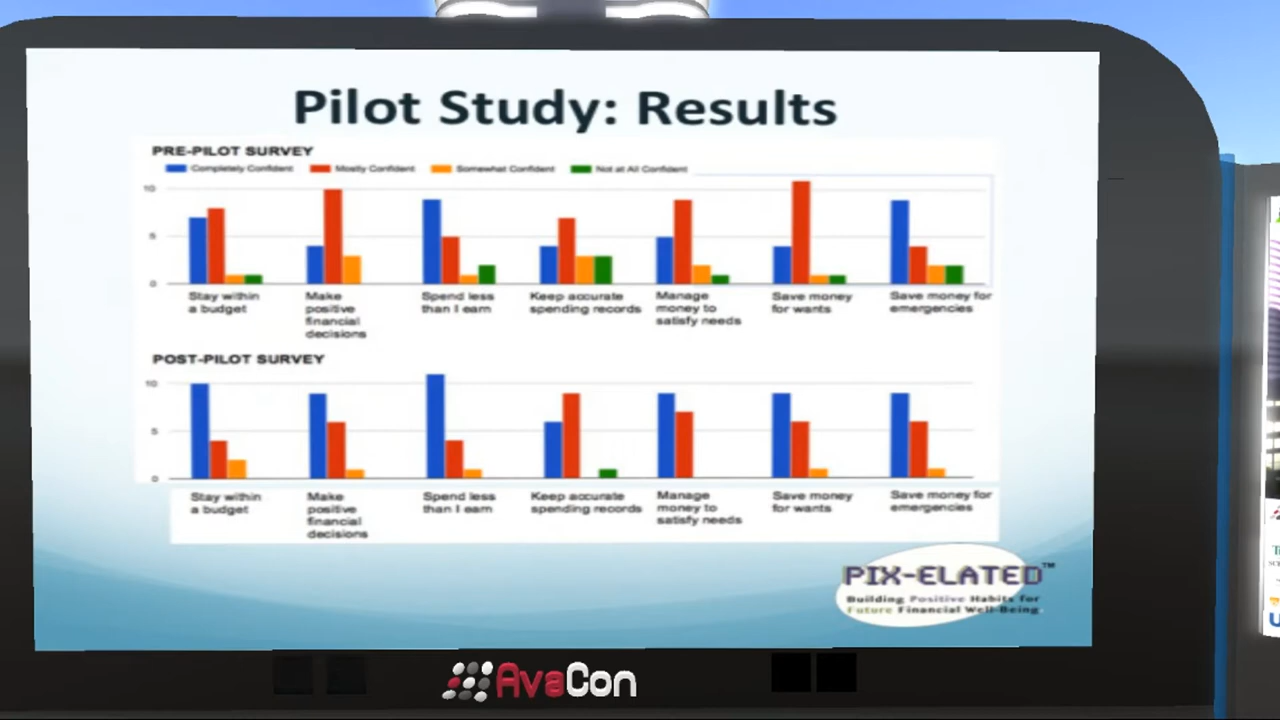 Pilot Study: Results
PRE-PILOT SURVEY
Completely Confident Mostly Confident Somewhat Confident Not at All Confident
10
5
0
Stay within
a budget
Make
positive
financial
decisions
Spend less
than I earn
Keep accurate
spending records
Manage
money to
satisfy needs
Save money
for wants
Save money for
emergencies
POST-PILOT SURVEY
10
5
0
Stay within
a budget
Make
positive
financial
decisions
Spend less
than I earn
Keep accurate
spending records
Manage
money to
satisfy needs
Save money
for wants
Save money for
emergencies
PIX-ELATED™
Building Positive Habits for
Future Financial Well-Being
AvaCon